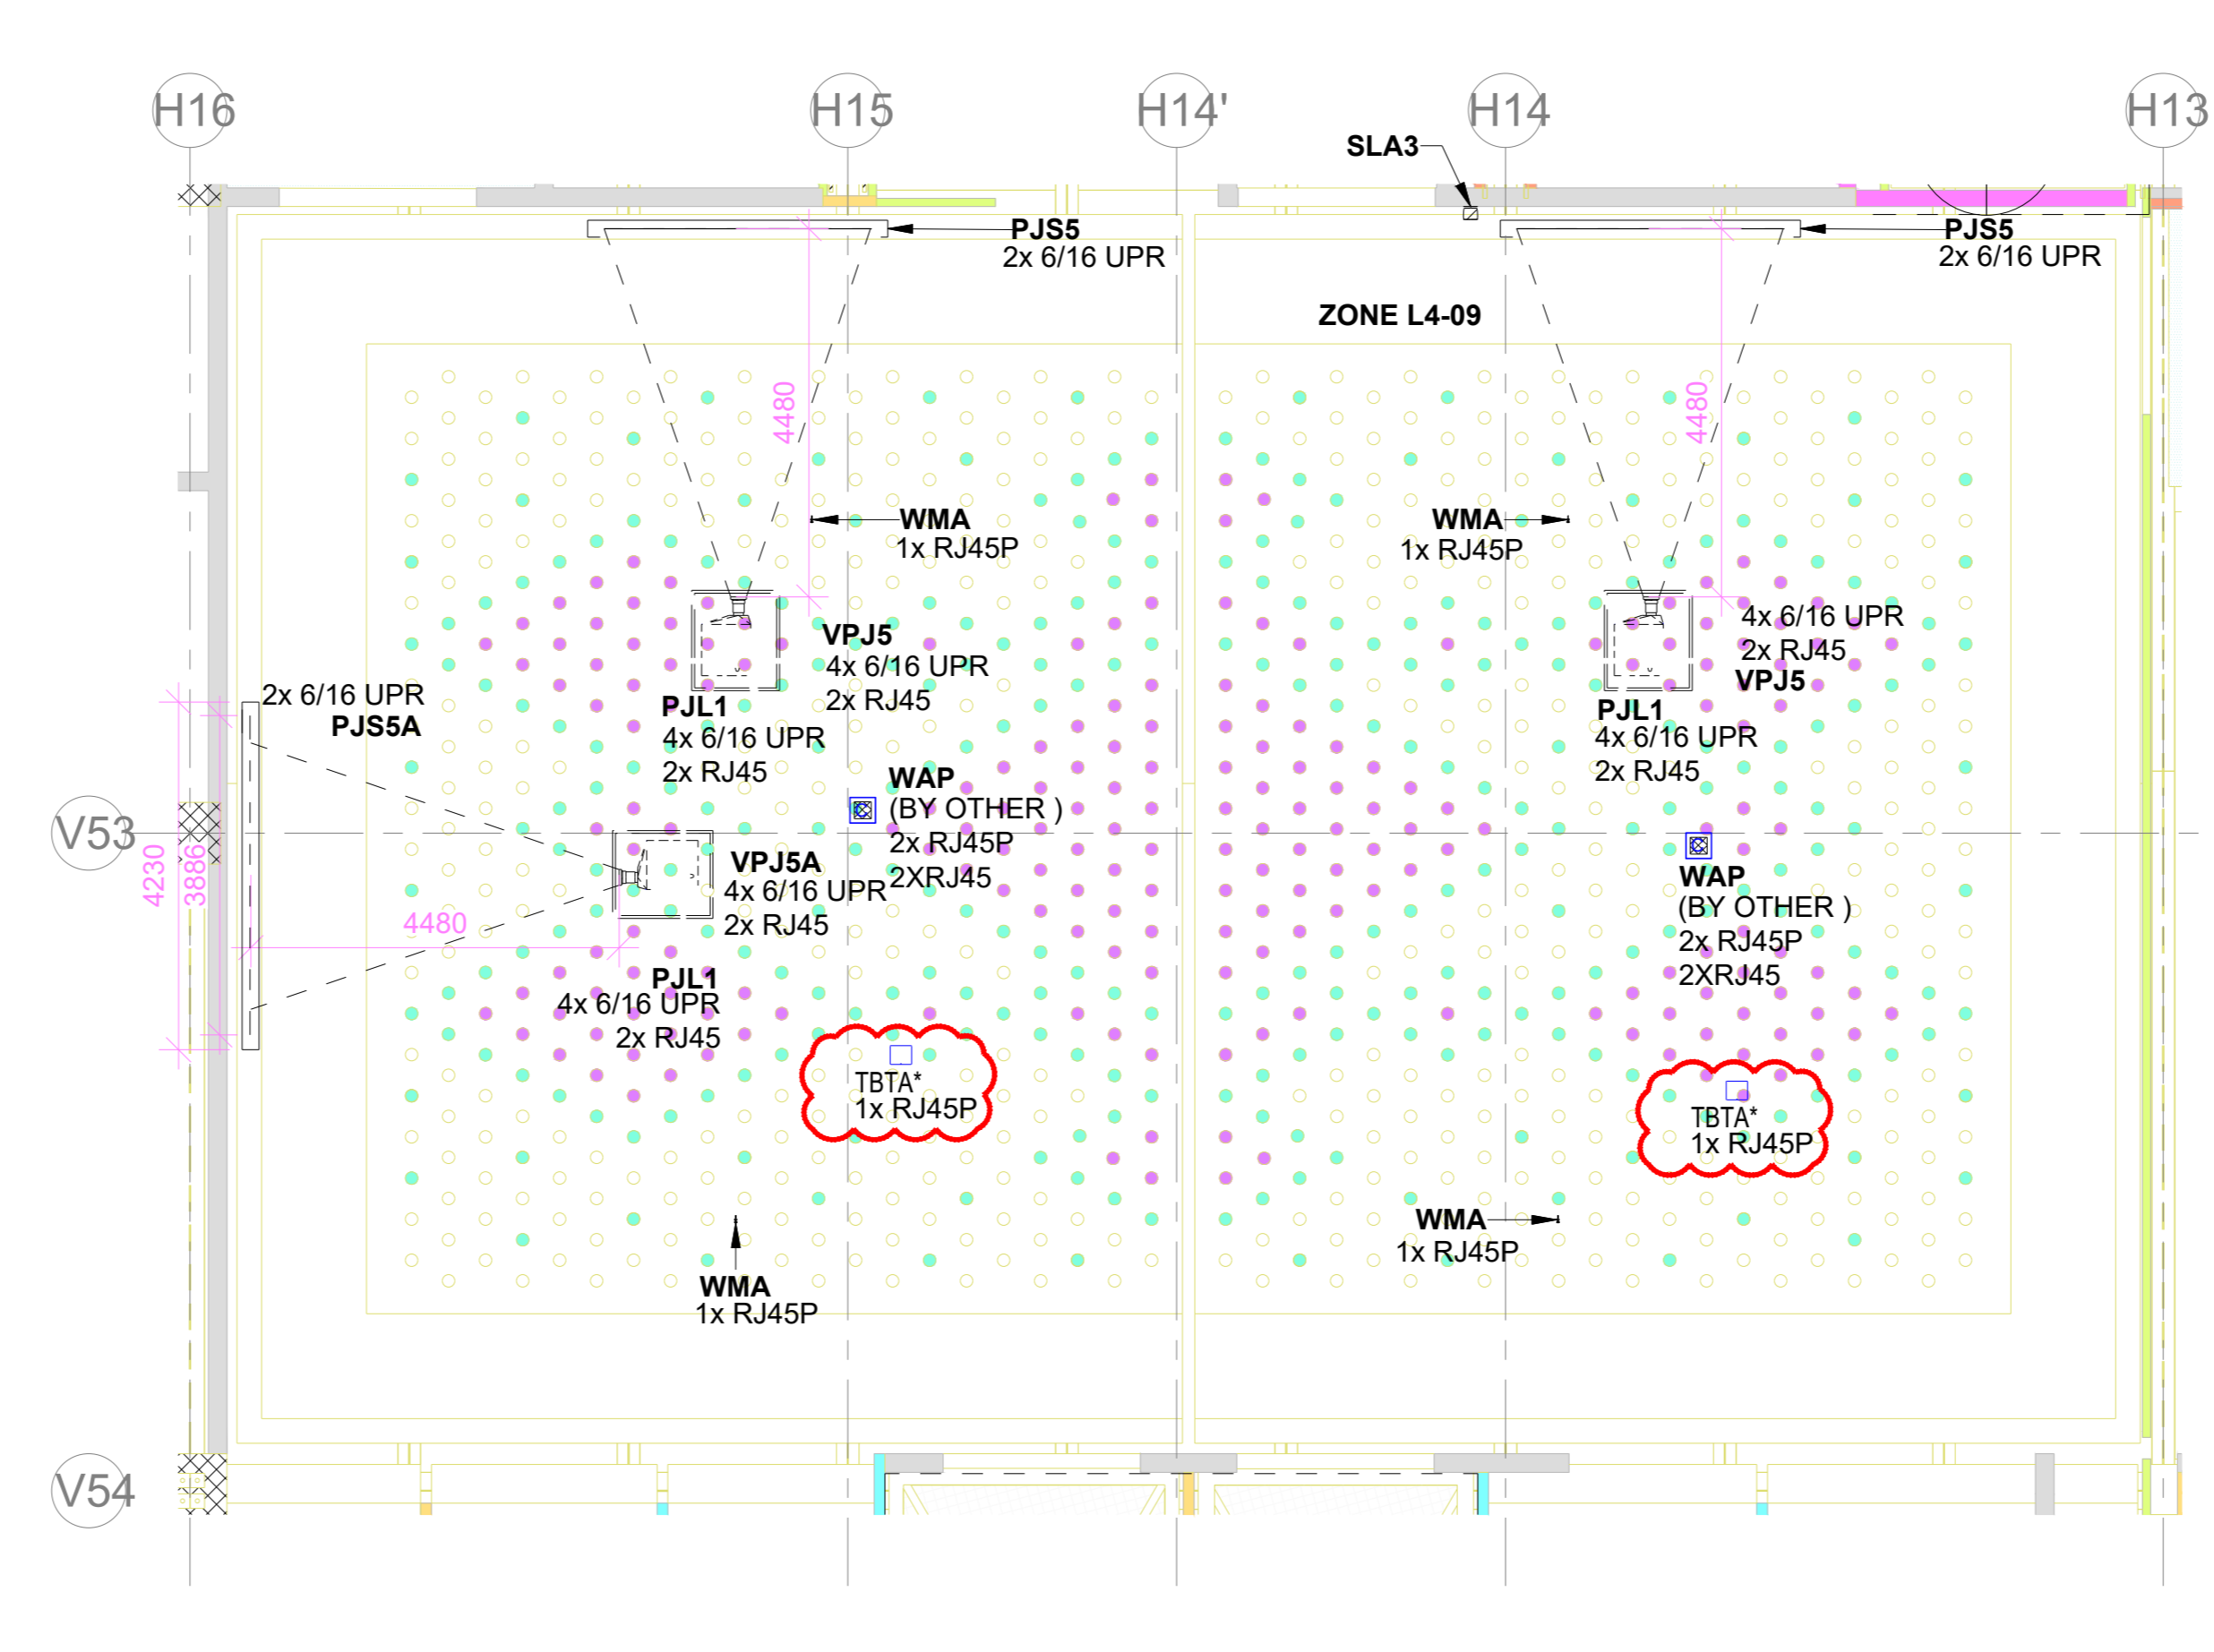 H16
H15
H14'
H14
H13
SLA3
PJS5
2x 6/16 UPR
PJS5
2x 6/16 UPR
ZONE L4-09
4480
4480
WMA
1x RJ45P
WMA
1x RJ45P
VPJ5
4x 6/16 UPR
2x RJ45
4x 6/16 UPR
2x RJ45
VPJ5
2x 6/16 UPR
PJS5A
PJL1
4x 6/16 UPR
2x RJ45
PJL1
4x 6/16 UPR
2x RJ45
WAP
(BY OTHER )
2x RJ45P
2XRJ45
V53
4230
3886
VPJ5A
4x 6/16 UPR
2x RJ45
WAP
(BY OTHER )
2x RJ45P
2XRJ45
4480
PJL1
4x 6/16 UPR
2x RJ45
TBTA*
1x RJ45P
TBTA*
1x RJ45P
WMA
1x RJ45P
WMA
1x RJ45P
V54